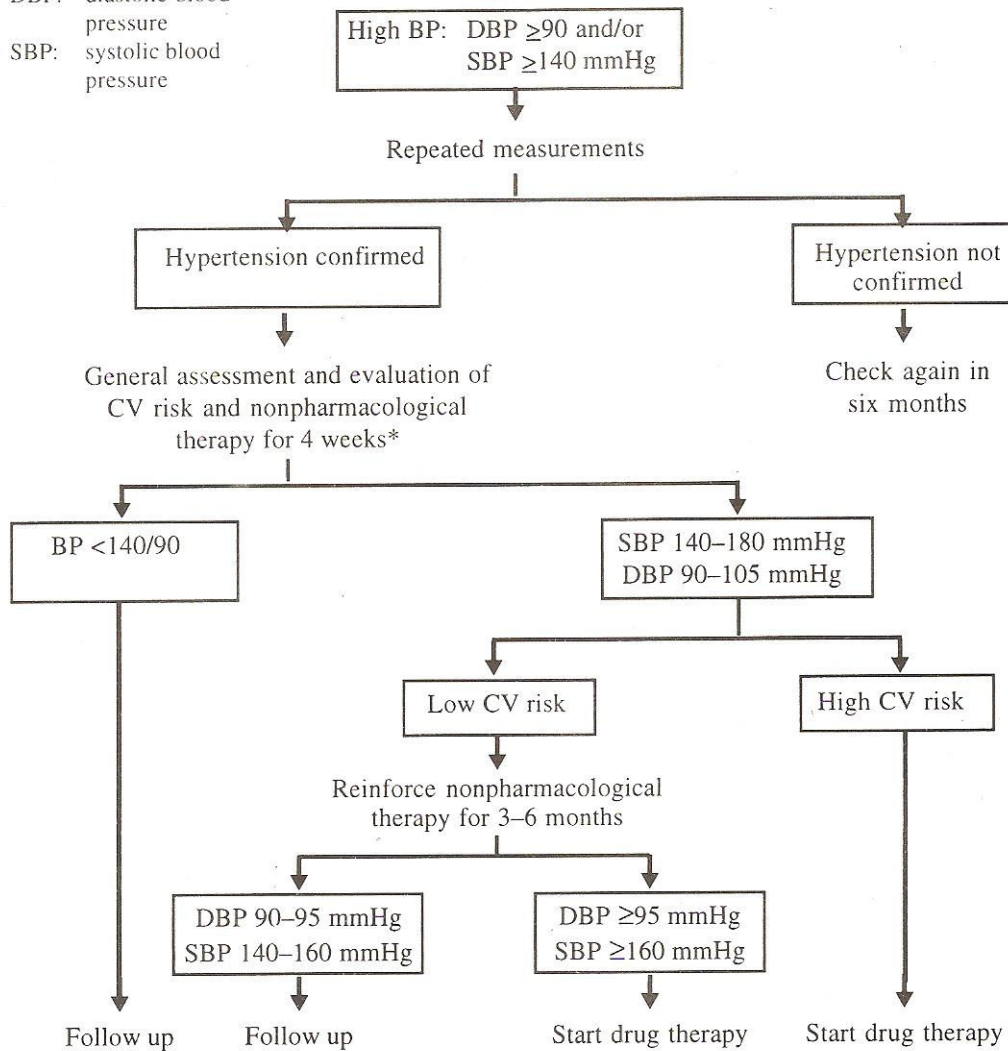 DBP: diastolic blood
pressure
SBP: systolic blood
pressure
High BP: DBP ≥90 and/or
SBP ≥140 mmHg
Repeated measurements
Hypertension confirmed
Hypertension not
confirmed
General assessment and evaluation of
CV risk and nonpharmacological
therapy for 4 weeks*
Check again in
six months
BP <140/90
SBP 140–180 mmHg
DBP 90–105 mmHg
Low CV risk
High CV risk
Reinforce nonpharmacological
therapy for 3–6 months
DBP 90–95 mmHg
SBP 140–160 mmHg
DBP ≥95 mmHg
SBP ≥160 mmHg
Follow up
Follow up
Start drug therapy
Start drug therapy